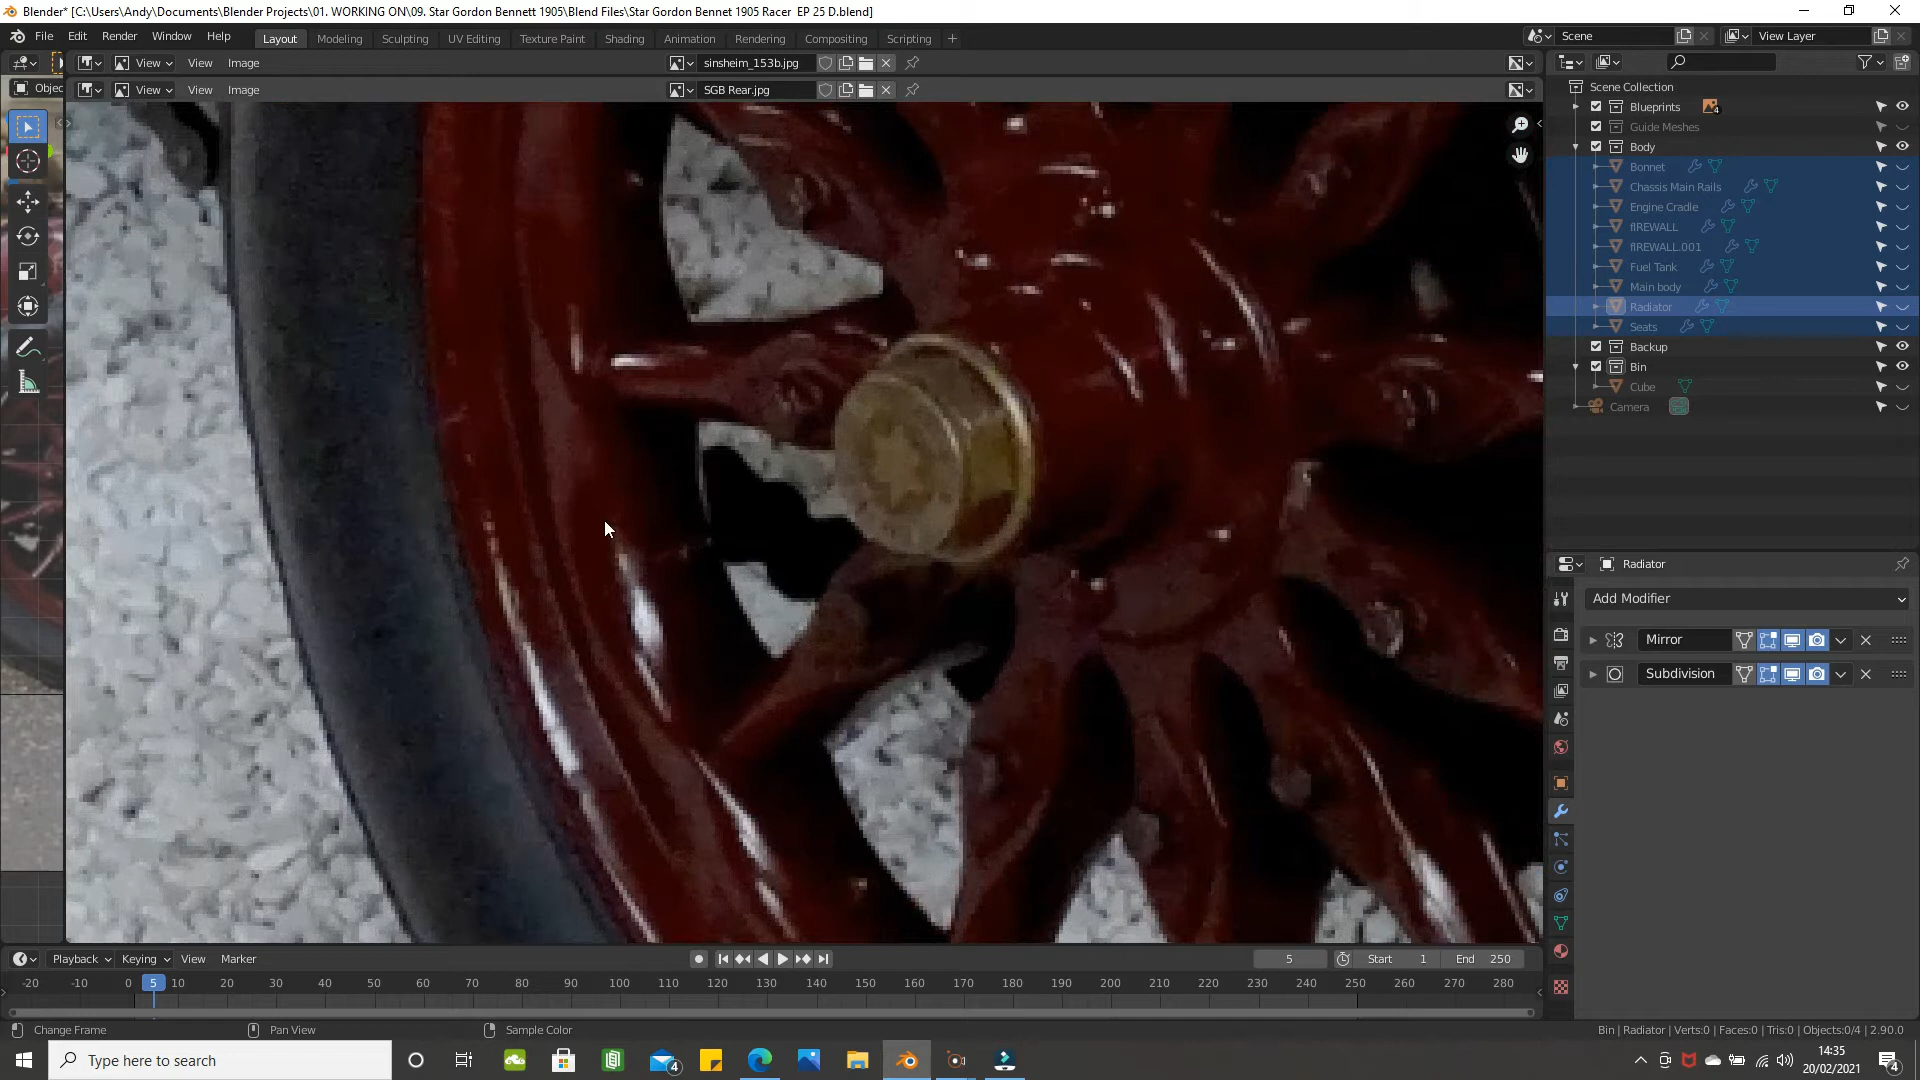 Blender* [C:\Users\Andy\Documents\Blender Projects\01. WORKING ON\09. Star Gordon Bennett 1905\Blend Files\Star Gordon Bennet 1905 Racer  EP 25 D.blend]
File Edit Render Window Help Layout Modeling Sculpting UV Editing Texture Paint Shading Animation Rendering Compositing Scripting + Scene View Layer
View View Image sinsheim_153b.jpg
Objec View View Image SGB Rear.jpg
Scene Collection
Blueprints 4
Guide Meshes
Body
Bonnet
Chassis Main Rails
Engine Cradle
fIREWALL
fIREWALL.001
Fuel Tank
Main body
Radiator
Seats
Backup
Bin
Cube
Camera
Radiator
Add Modifier
Mirror
Subdivision
Playback Keying View Marker 5 Start 1 End 250
-20 -10 0 5 10 20 30 40 50 60 70 80 90 100 110 120 130 140 150 160 170 180 190 200 210 220 230 240 250 260 270 280
Change Frame Pan View Sample Color Bin | Radiator | Verts:0 | Faces:0 | Tris:0 | Objects:0/4 | 2.90.0
Type here to search 4 14:35
20/02/2021 4